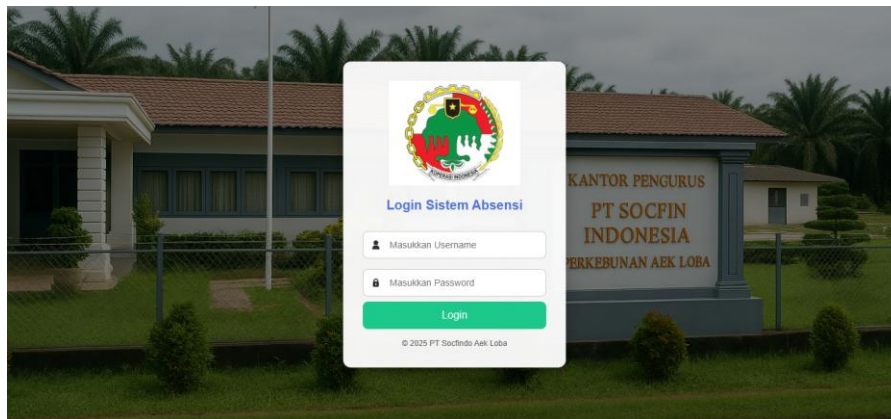 KOPERASI INDONESIA
Login Sistem Absensi
Masukkan Username
Masukkan Password
Login
© 2025 PT Socfindo Aek Loba
KANTOR PENGURUS
PT SOCFIN
INDONESIA
PERKEBUNAN AEK LOBA